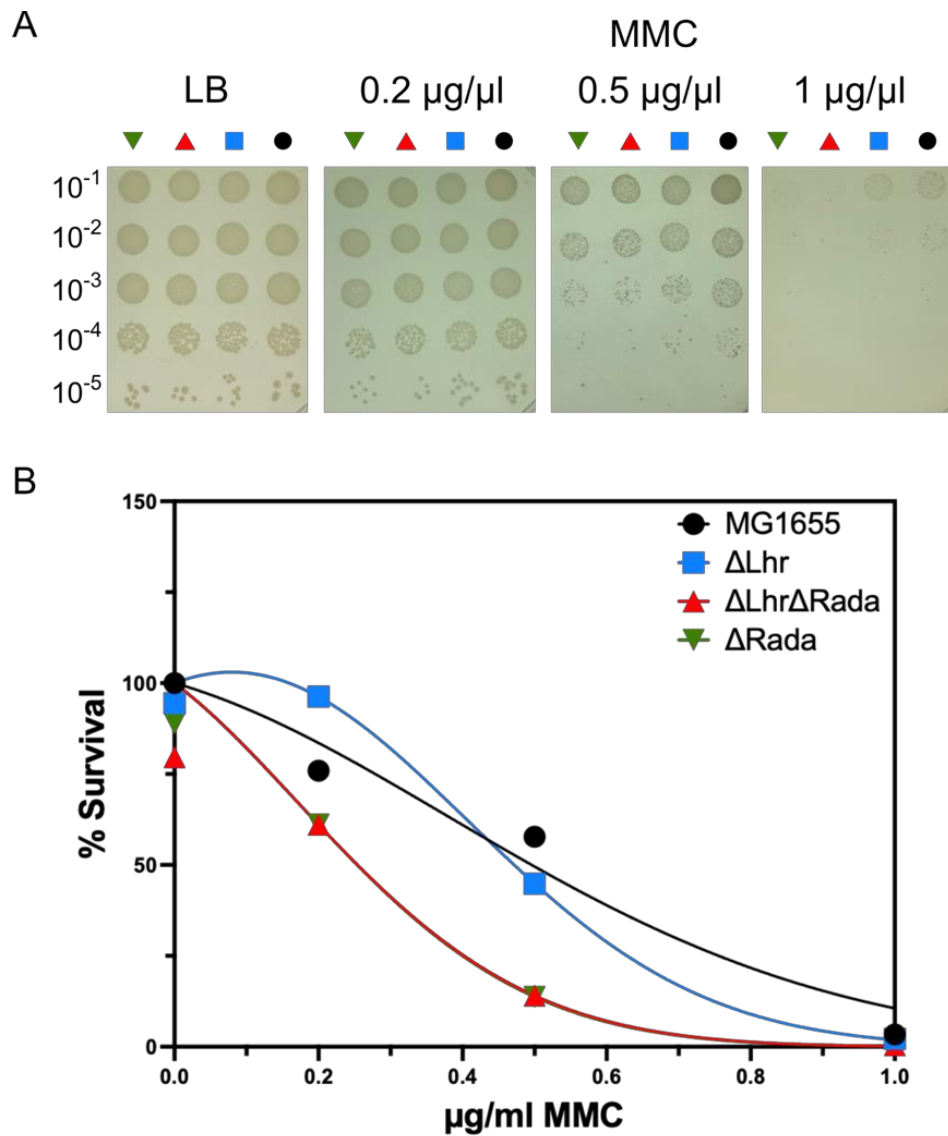 A
MMC
LB 0.2 µg/µl 0.5 µg/µl 1 µg/µl
10⁻¹
10⁻²
10⁻³
10⁻⁴
10⁻⁵
B
150
100
50
0
% Survival
MG1655
ΔLhr
ΔLhrΔRada
ΔRada
0.0 0.2 0.4 0.6 0.8 1.0
µg/ml MMC